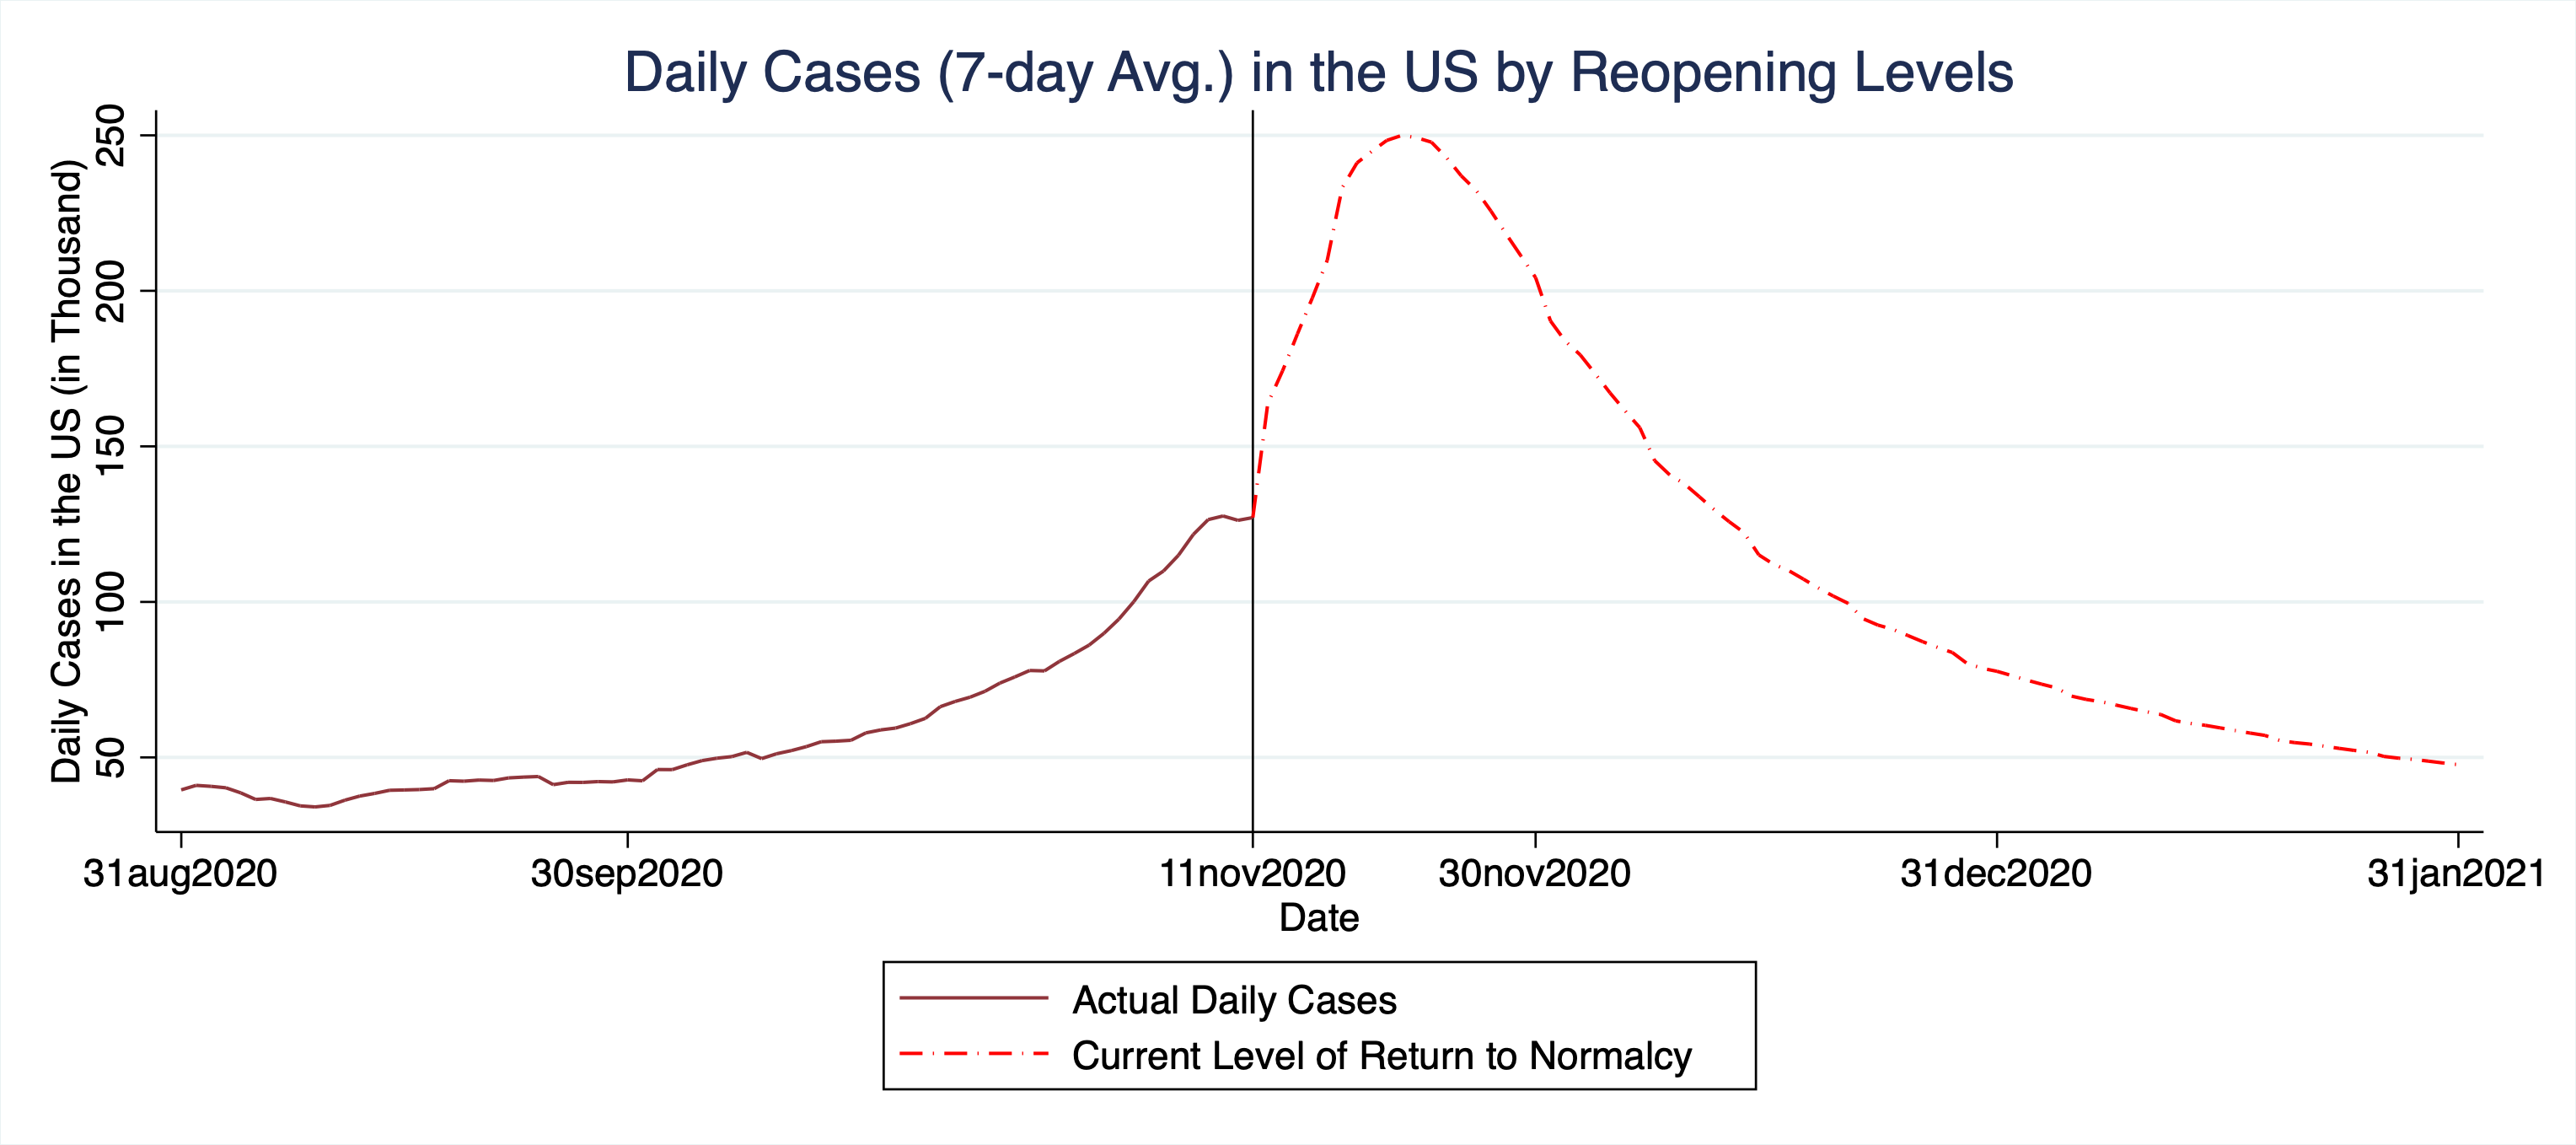 Daily Cases (7-day Avg.) in the US by Reopening Levels
Daily Cases in the US (in Thousand)
250
200
150
100
50
31aug2020 30sep2020 11nov2020 30nov2020 31dec2020 31jan2021
Date
Actual Daily Cases
Current Level of Return to Normalcy